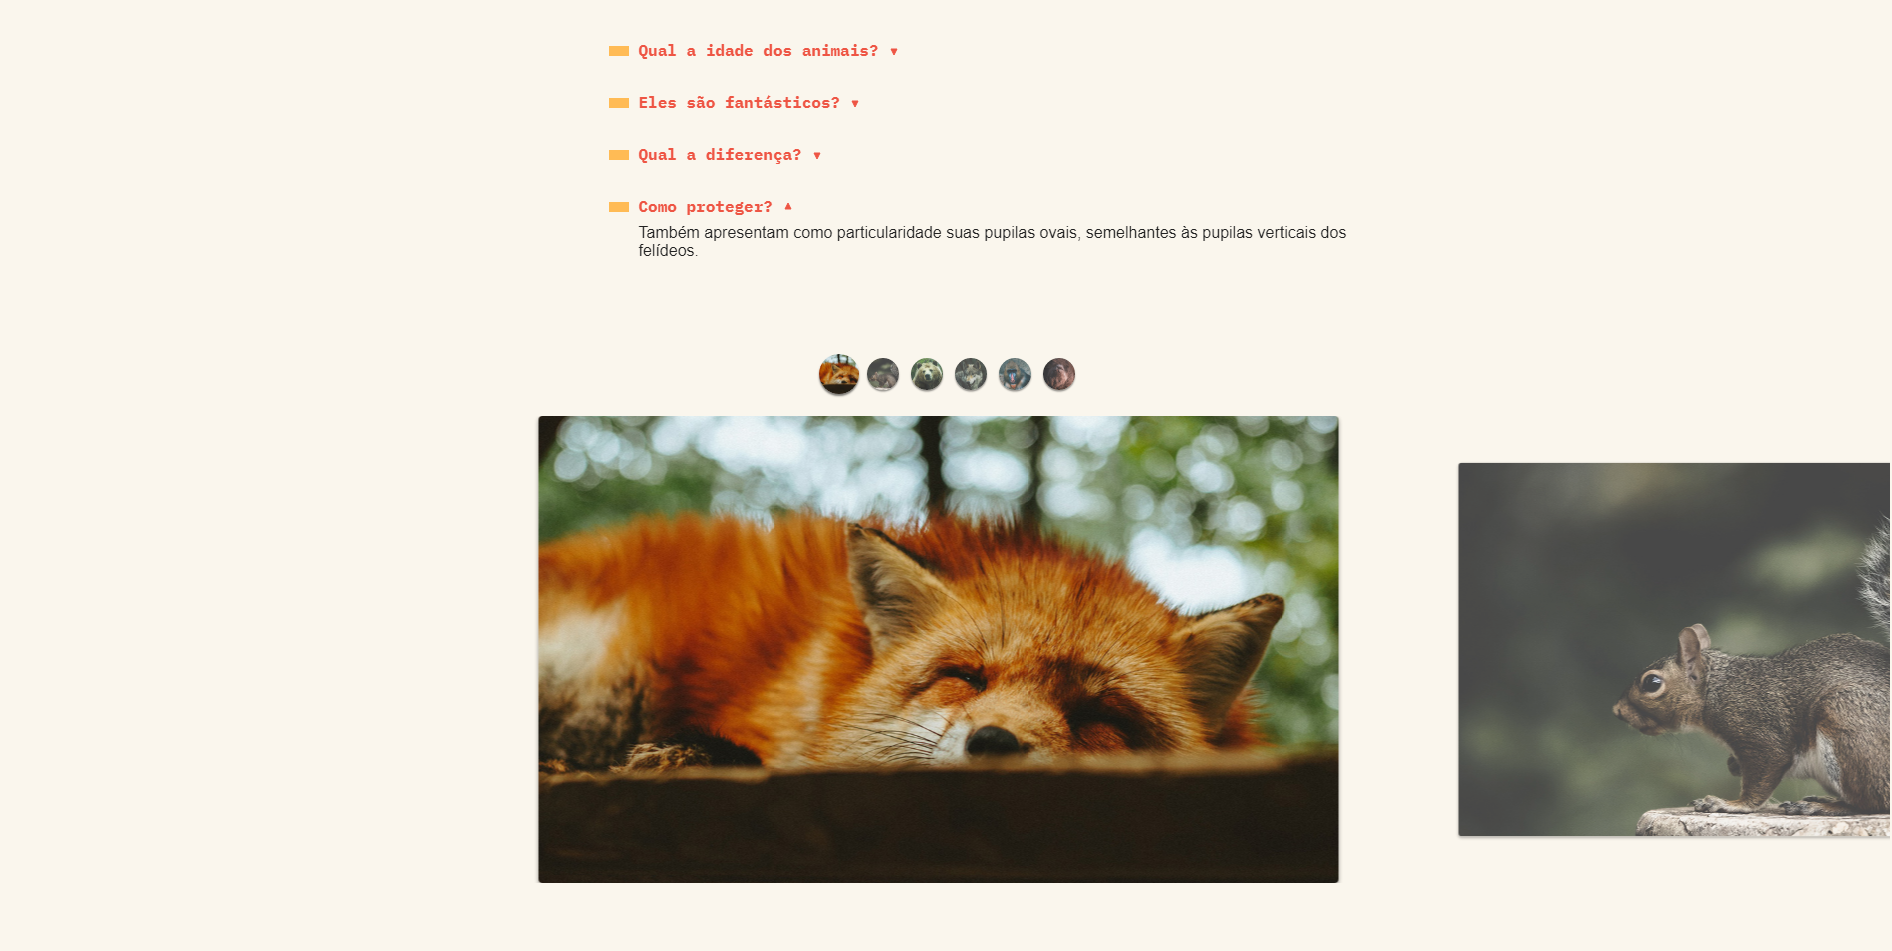 Qual a idade dos animais? ▼
Eles são fantásticos? ▼
Qual a diferença? ▼
Como proteger? ▲
Também apresentam como particularidade suas pupilas ovais, semelhantes às pupilas verticais dos
felídeos.